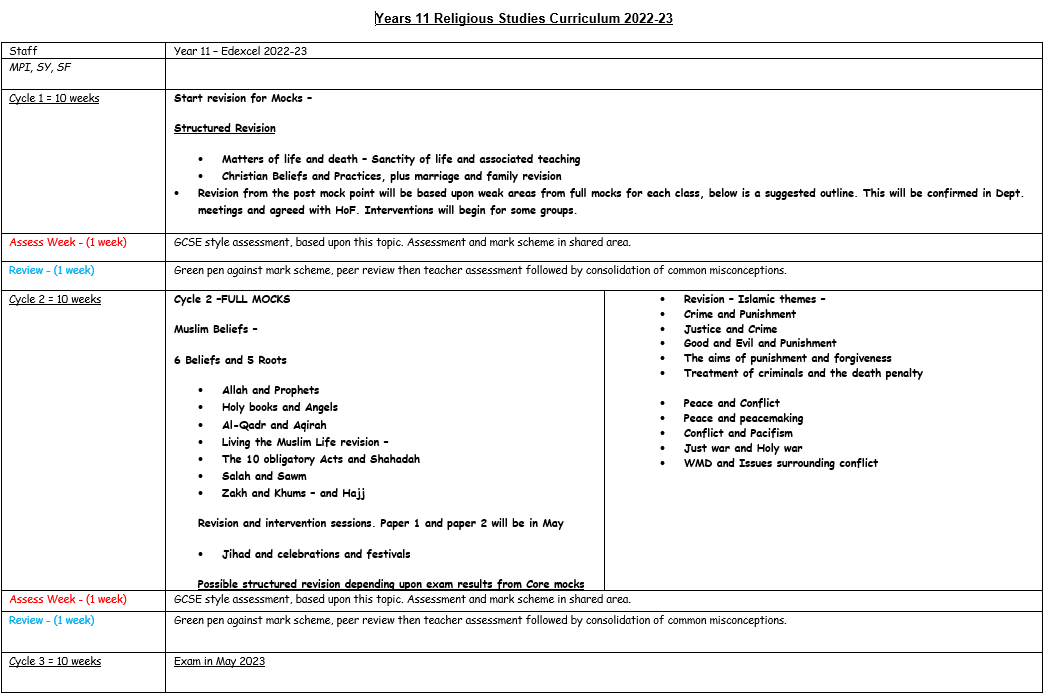 Years 11 Religious Studies Curriculum 2022-23
Staff
Year 11 – Edexcel 2022-23
MPI, SY, SF
Cycle 1 = 10 weeks
Start revision for Mocks –
Structured Revision
• Matters of life and death – Sanctity of life and associated teaching
• Christian Beliefs and Practices, plus marriage and family revision
• Revision from the post mock point will be based upon weak areas from full mocks for each class, below is a suggested outline. This will be confirmed in Dept.
meetings and agreed with HoF. Interventions will begin for some groups.
Assess Week - (1 week)
GCSE style assessment, based upon this topic. Assessment and mark scheme in shared area.
Review - (1 week)
Green pen against mark scheme, peer review then teacher assessment followed by consolidation of common misconceptions.
Cycle 2 = 10 weeks
Cycle 2 –FULL MOCKS
Muslim Beliefs –
6 Beliefs and 5 Roots
• Allah and Prophets
• Holy books and Angels
• Al-Qadr and Aqirah
• Living the Muslim Life revision –
• The 10 obligatory Acts and Shahadah
• Salah and Sawm
• Zakh and Khums – and Hajj
Revision and intervention sessions. Paper 1 and paper 2 will be in May
• Jihad and celebrations and festivals
Possible structured revision depending upon exam results from Core mocks
• Revision – Islamic themes –
• Crime and Punishment
• Justice and Crime
• Good and Evil and Punishment
• The aims of punishment and forgiveness
• Treatment of criminals and the death penalty
• Peace and Conflict
• Peace and peacemaking
• Conflict and Pacifism
• Just war and Holy war
• WMD and Issues surrounding conflict
Assess Week - (1 week)
GCSE style assessment, based upon this topic. Assessment and mark scheme in shared area.
Review - (1 week)
Green pen against mark scheme, peer review then teacher assessment followed by consolidation of common misconceptions.
Cycle 3 = 10 weeks
Exam in May 2023